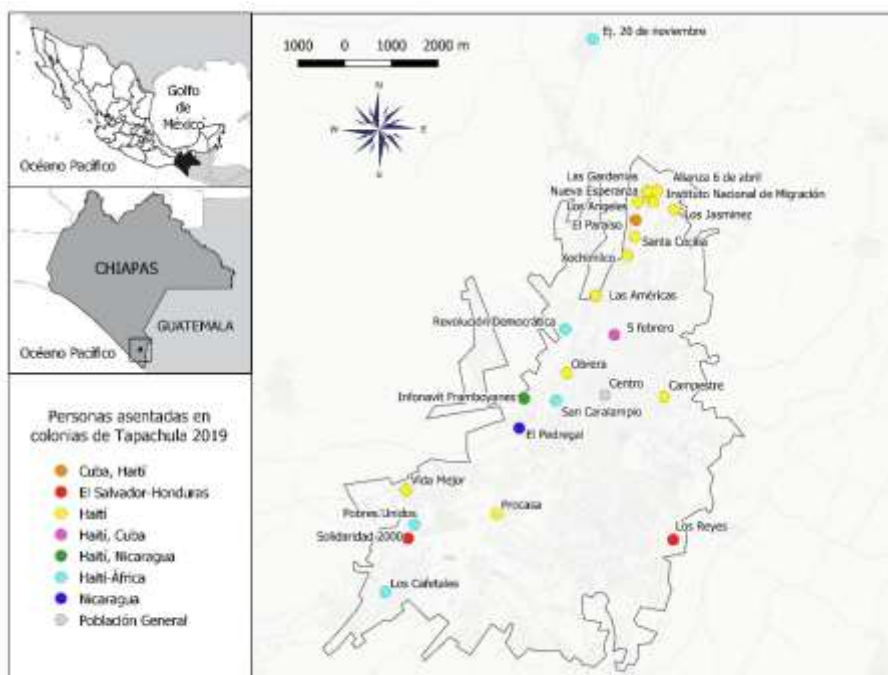 Golfo
de
México
Océano Pacífico
CHIAPAS
GUATEMALA
Océano Pacífico
Personas asentadas en
colonias de Tapachula 2019
Cuba, Haití
El Salvador-Honduras
Haití
Haití, Cuba
Haití, Nicaragua
Haití-África
Nicaragua
Población General
1000 0 1000 2000 m
N
W E
S
Ej. 20 de noviembre
Las Gardenias
Alianza 6 de abril
Nueva Esperanza
Instituto Nacional de Migración
Los Ángeles
Los Jasminez
El Paraíso
Santa Cecilia
Xochimilco
Las Américas
Revolución Democrática
5 febrero
Obrera
Centro
Campestre
Infonavit Framboyanes
San Caralampio
El Pedregal
Vida Mejor
Procasa
Pobres Unidos
Solidaridad-2000
Los Reyes
Los Cafetales